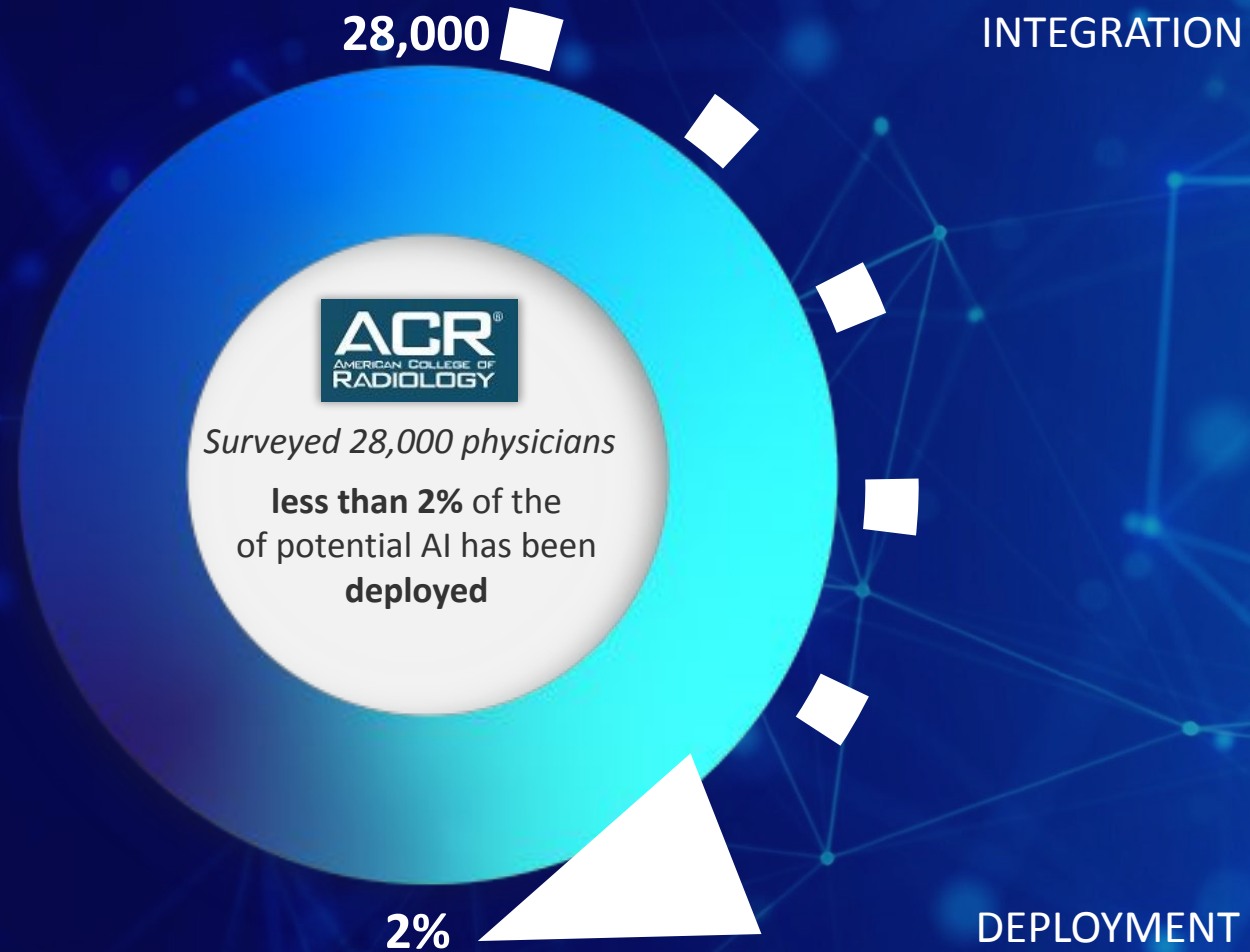 28,000
INTEGRATION
ACR®
AMERICAN COLLEGE OF
RADIOLOGY
Surveyed 28,000 physicians
less than 2% of the
of potential AI has been
deployed
2%
DEPLOYMENT